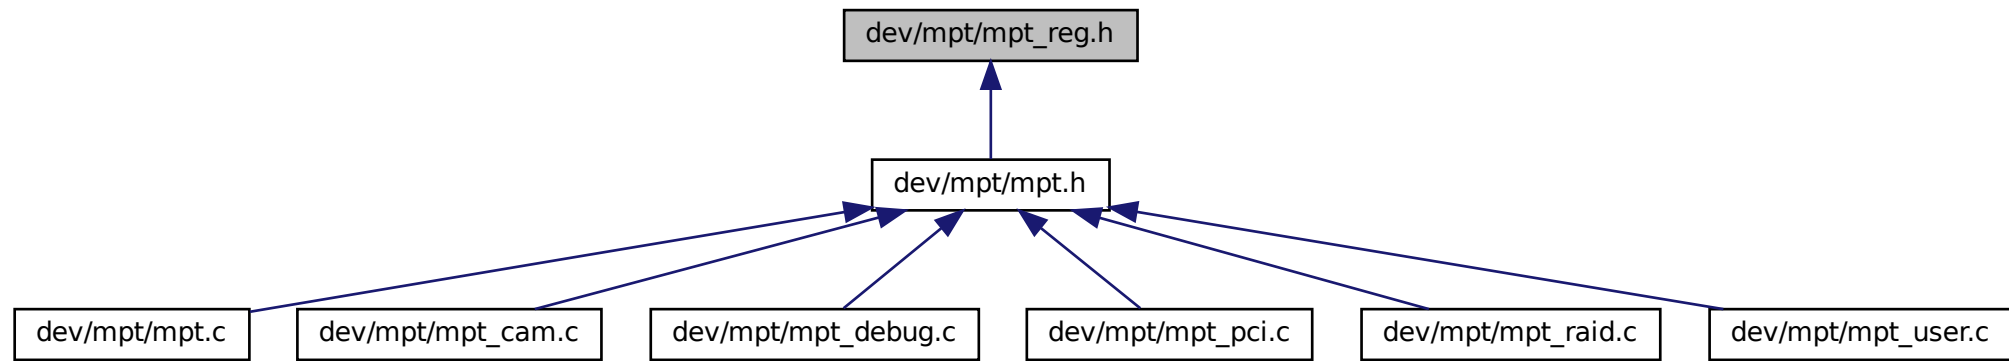 dev/mpt/mpt_reg.h
dev/mpt/mpt.h
dev/mpt/mpt.c
dev/mpt/mpt_cam.c
dev/mpt/mpt_debug.c
dev/mpt/mpt_pci.c
dev/mpt/mpt_raid.c
dev/mpt/mpt_user.c